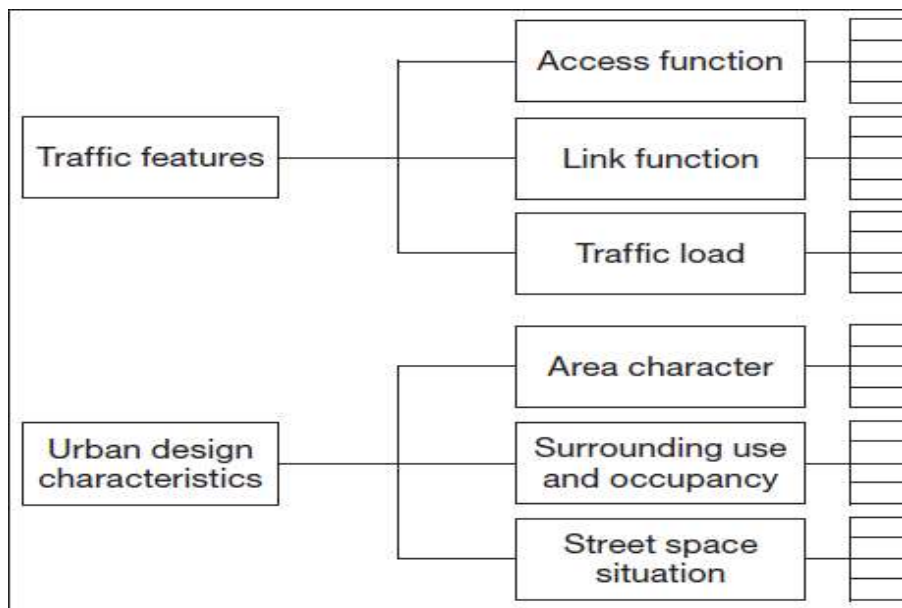 Access function
Traffic features
Link function
Traffic load
Area character
Urban design
characteristics
Surrounding use
and occupancy
Street space
situation